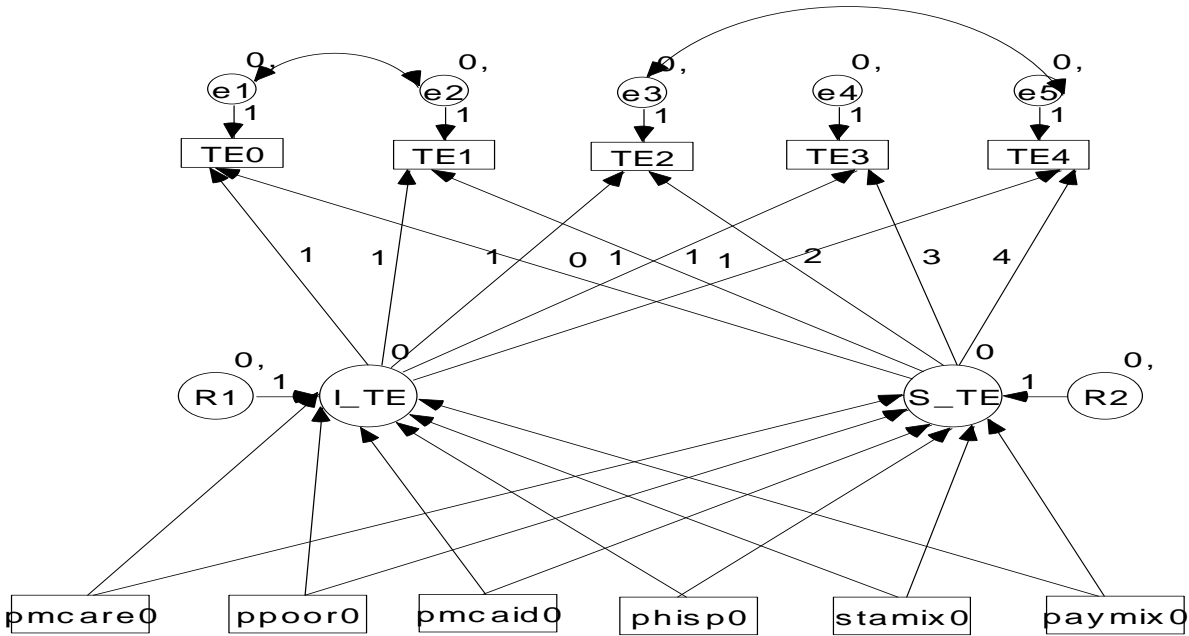 0, 0, 0, 0, 0,
e1 e2 e3 e4 e5
1 1 1 1 1
TE0 TE1 TE2 TE3 TE4
1 1 1 0 1 1 1 2 3 4
0 0
0, 0,
1 1
R1 I_TE S_TE R2
pmcare0 ppoor0 pmcaid0 phisp0 stamix0 paymix0